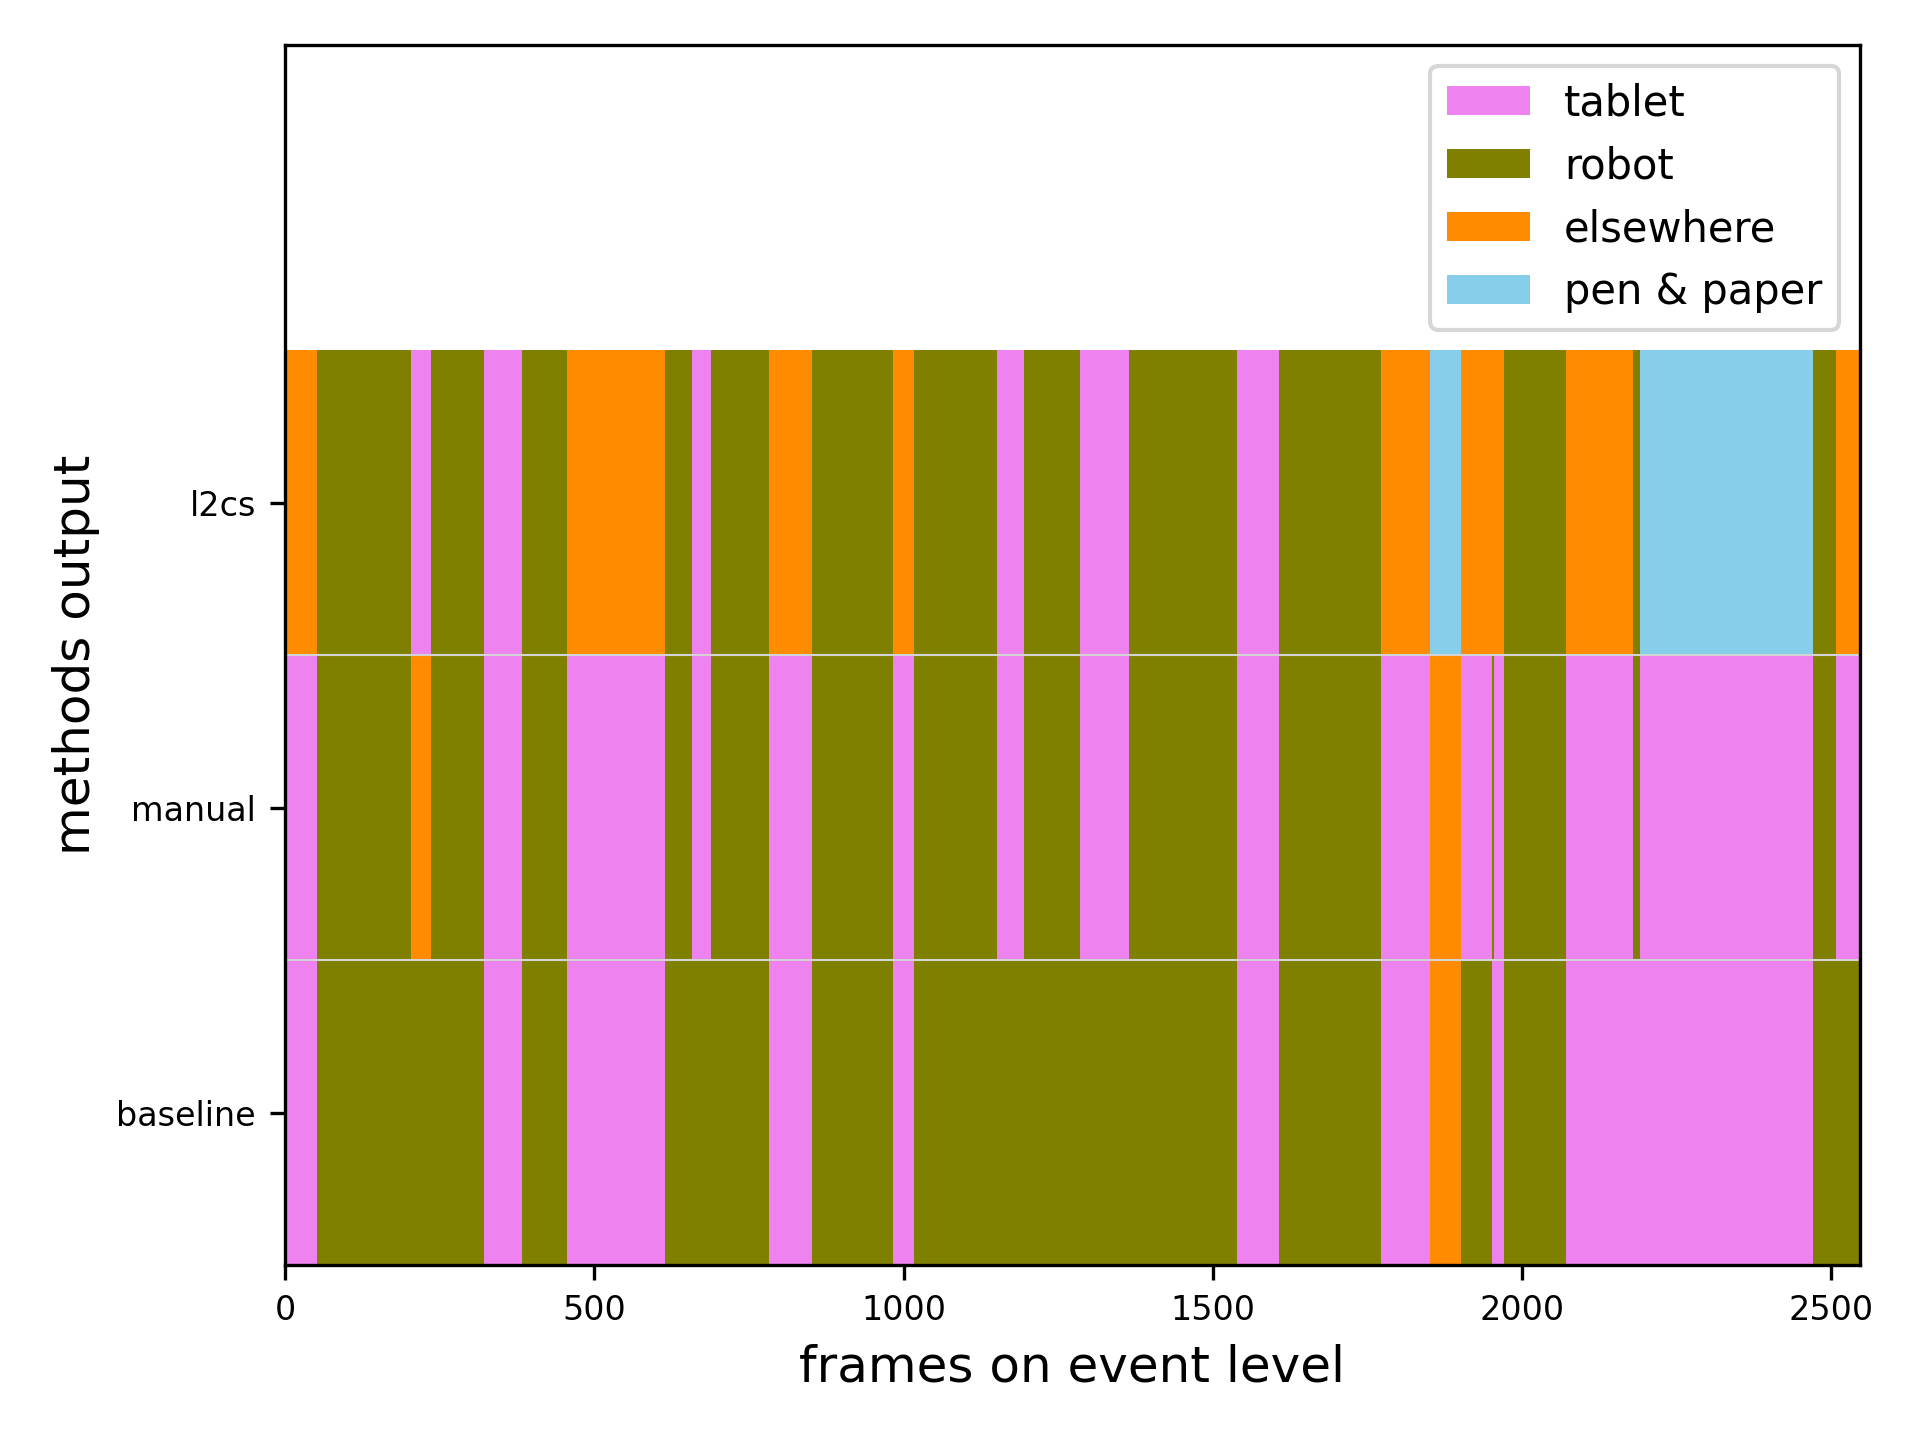 tablet
robot
elsewhere
pen & paper
methods output
l2cs
manual
baseline
0 500 1000 1500 2000 2500
frames on event level